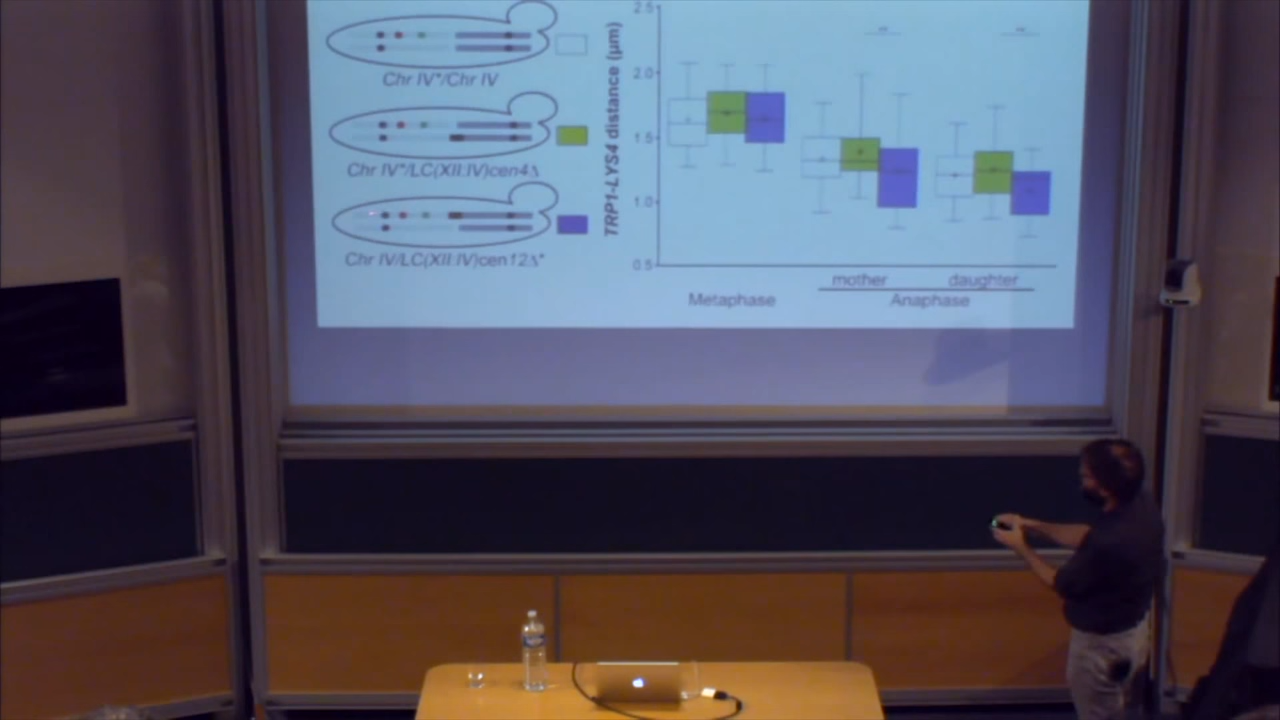 Chr IV*/Chr IV
Chr IV*/LC(XII:IV)cen4Δ
Chr IV/LC(XII:IV)cen12Δ*
TRP1-LYS4 distance (µm)
2.5
2.0
1.5
1.0
0.5
mother daughter
Metaphase Anaphase